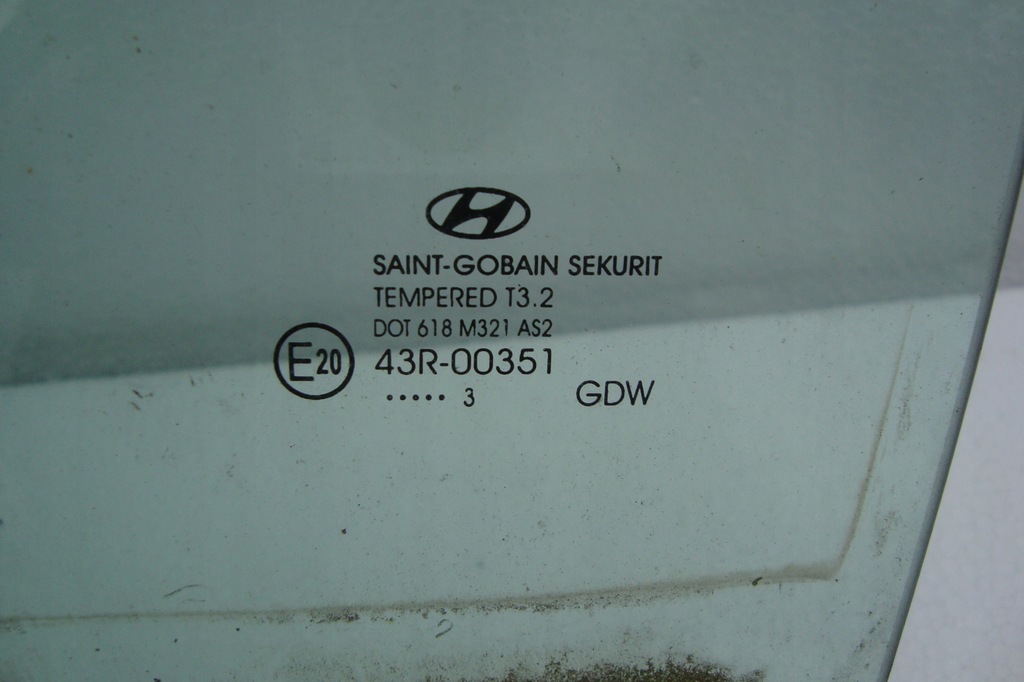 SAINT-GOBAIN SEKURIT
TEMPERED T3.2
DOT 618 M321 AS2
E20 43R-00351
..... 3 GDW